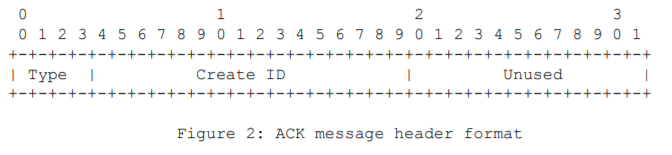 0                   1                   2                   3
0 1 2 3 4 5 6 7 8 9 0 1 2 3 4 5 6 7 8 9 0 1 2 3 4 5 6 7 8 9 0 1
+-+-+-+-+-+-+-+-+-+-+-+-+-+-+-+-+-+-+-+-+-+-+-+-+-+-+-+-+-+-+-+-+
| Type  |          Create ID            |         Unused        |
+-+-+-+-+-+-+-+-+-+-+-+-+-+-+-+-+-+-+-+-+-+-+-+-+-+-+-+-+-+-+-+-+
Figure 2: ACK message header format